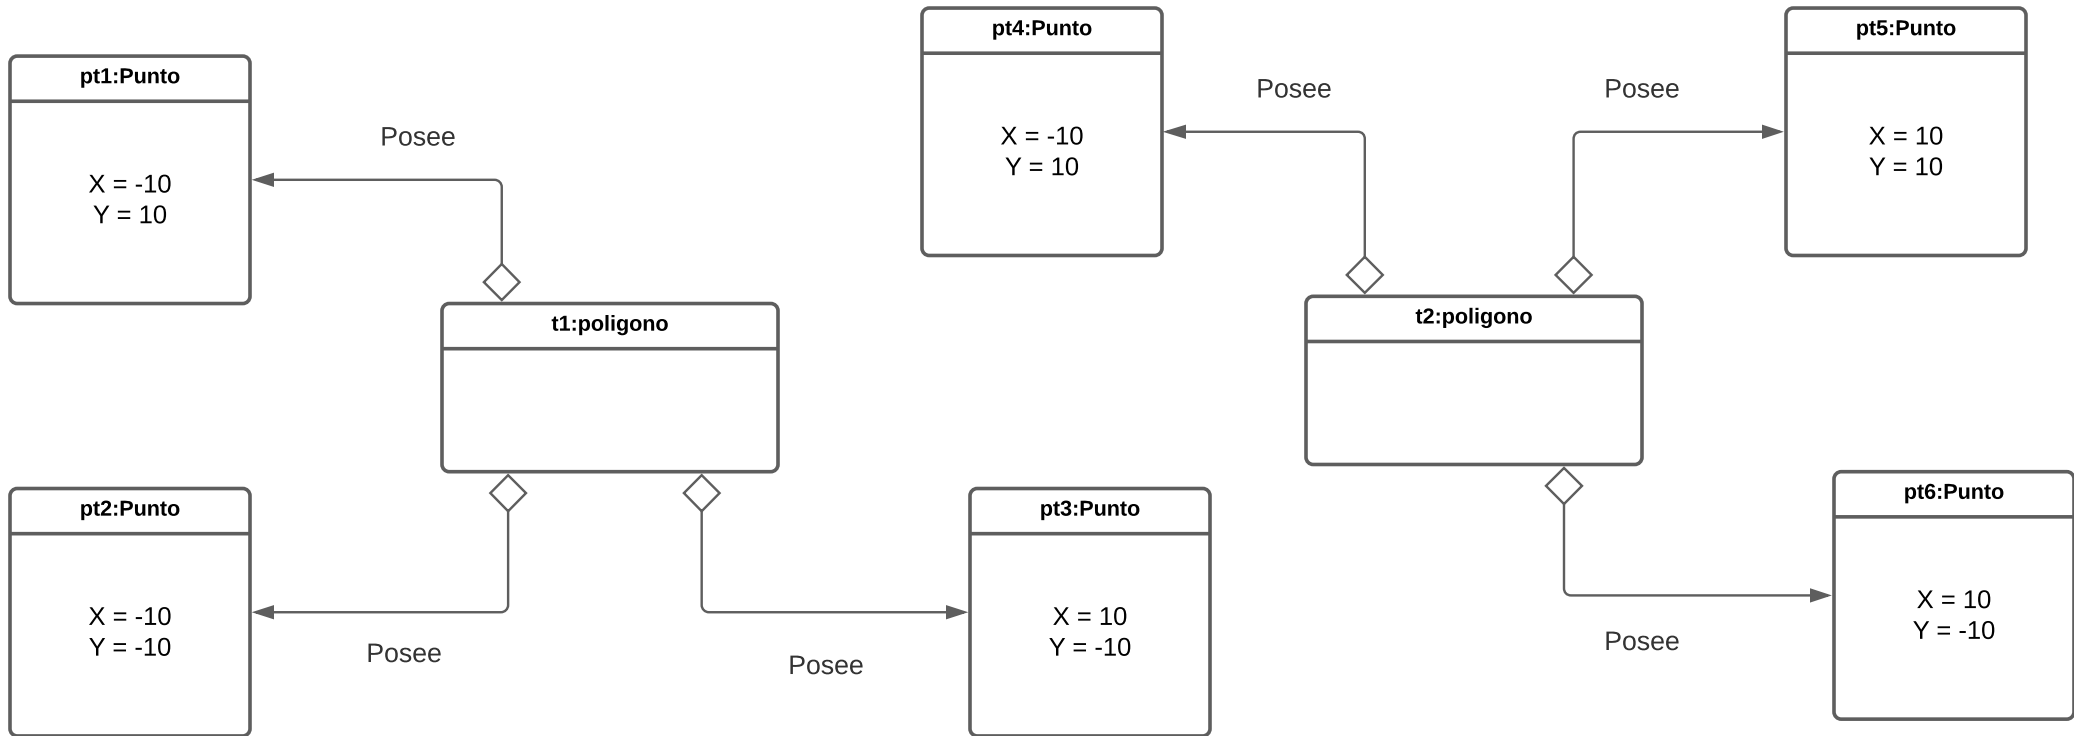 pt1:Punto
X = -10
Y = 10
Posee
t1:poligono
pt2:Punto
X = -10
Y = -10
Posee
Posee
pt3:Punto
X = 10
Y = -10
pt4:Punto
X = -10
Y = 10
Posee
Posee
pt5:Punto
X = 10
Y = 10
t2:poligono
Posee
pt6:Punto
X = 10
Y = -10